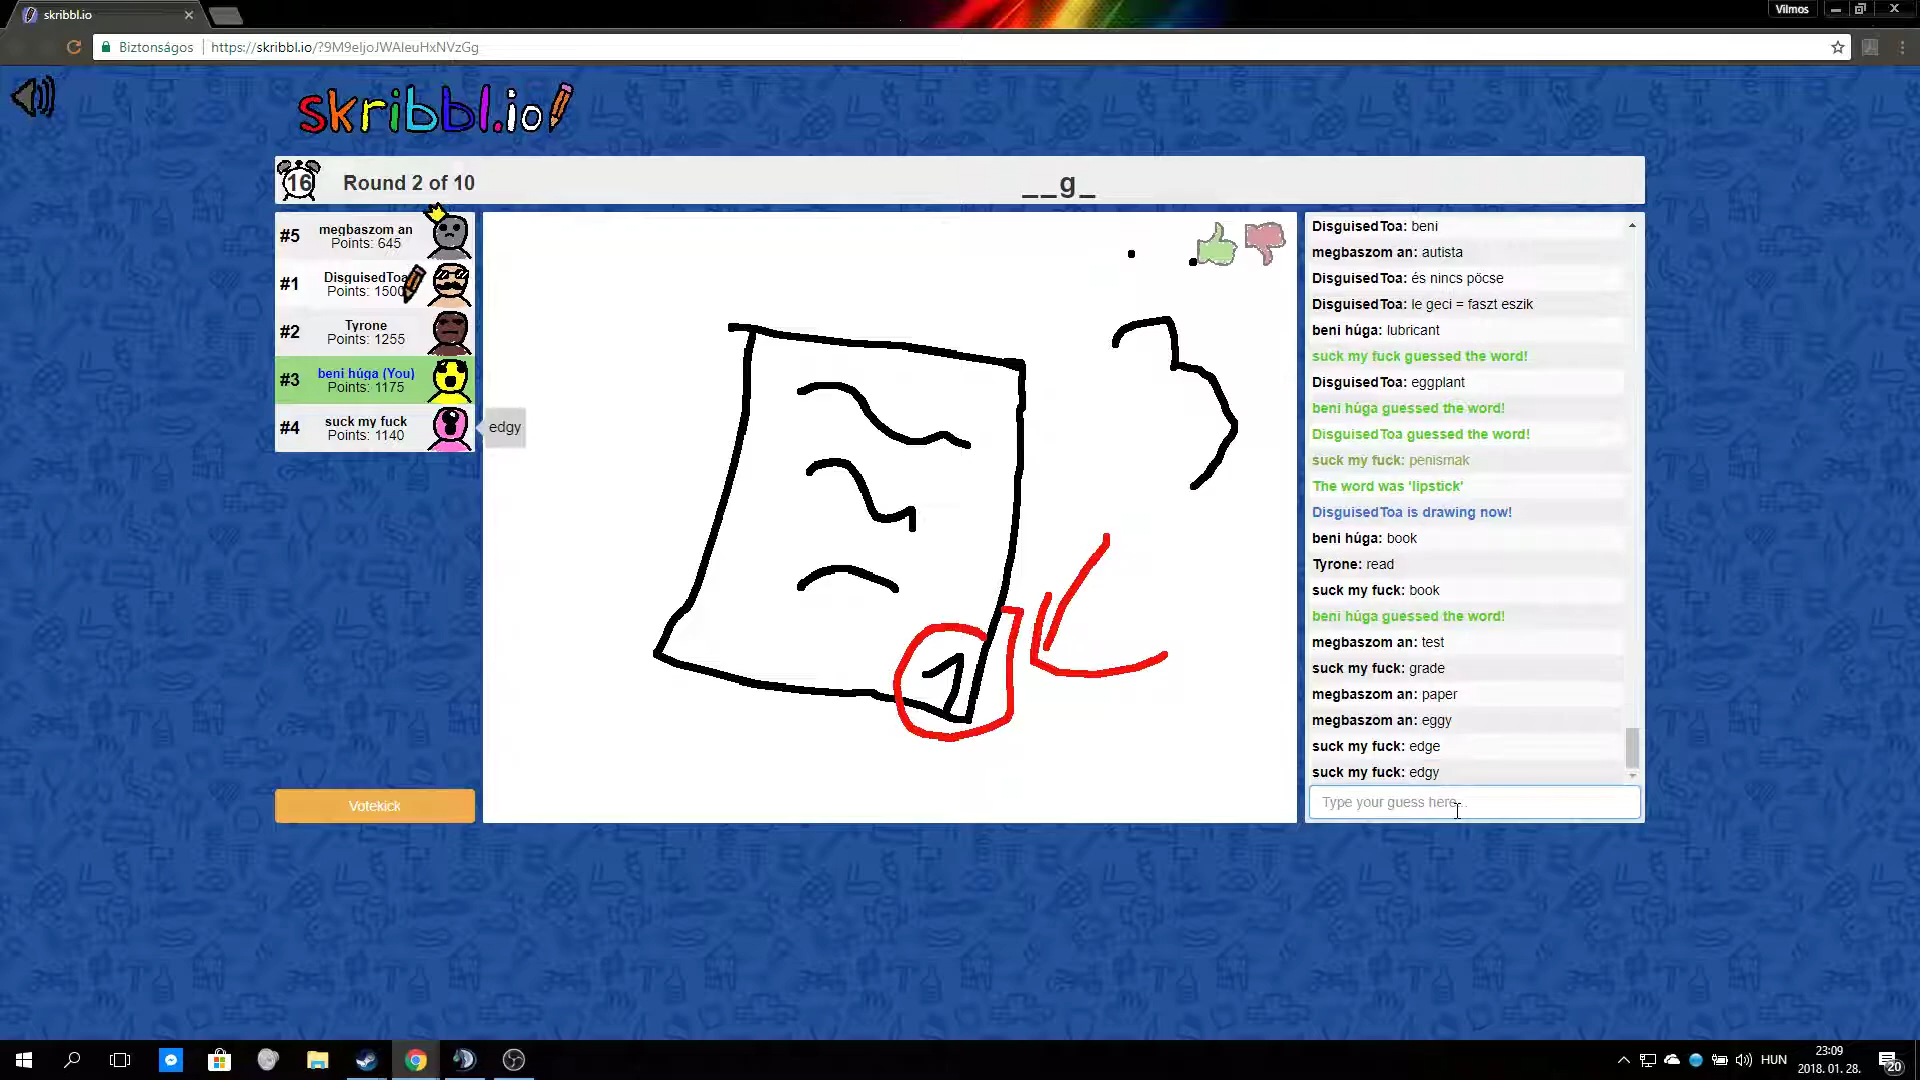 skribbl.io
Vilmos
Biztonságos
https://skribbl.io/?9M9eIjoJWAIeuHxNVzGg
skribbl.io
16
Round 2 of 10
__g_
#5
megbaszom an
Points: 645
#1
DisguisedToa
Points: 1500
#2
Tyrone
Points: 1255
#3
beni húga (You)
Points: 1175
#4
suck my fuck
Points: 1140
edgy
Votekick
1
DisguisedToa: beni
megbaszom an: autista
DisguisedToa: és nincs pöcse
DisguisedToa: le geci = faszt eszik
beni húga: lubricant
suck my fuck guessed the word!
DisguisedToa: eggplant
beni húga guessed the word!
DisguisedToa guessed the word!
suck my fuck: penismak
The word was 'lipstick'
DisguisedToa is drawing now!
beni húga: book
Tyrone: read
suck my fuck: book
beni húga guessed the word!
megbaszom an: test
suck my fuck: grade
megbaszom an: paper
megbaszom an: eggy
suck my fuck: edge
suck my fuck: edgy
Type your guess here...
HUN
23:09
2018. 01. 28.
20